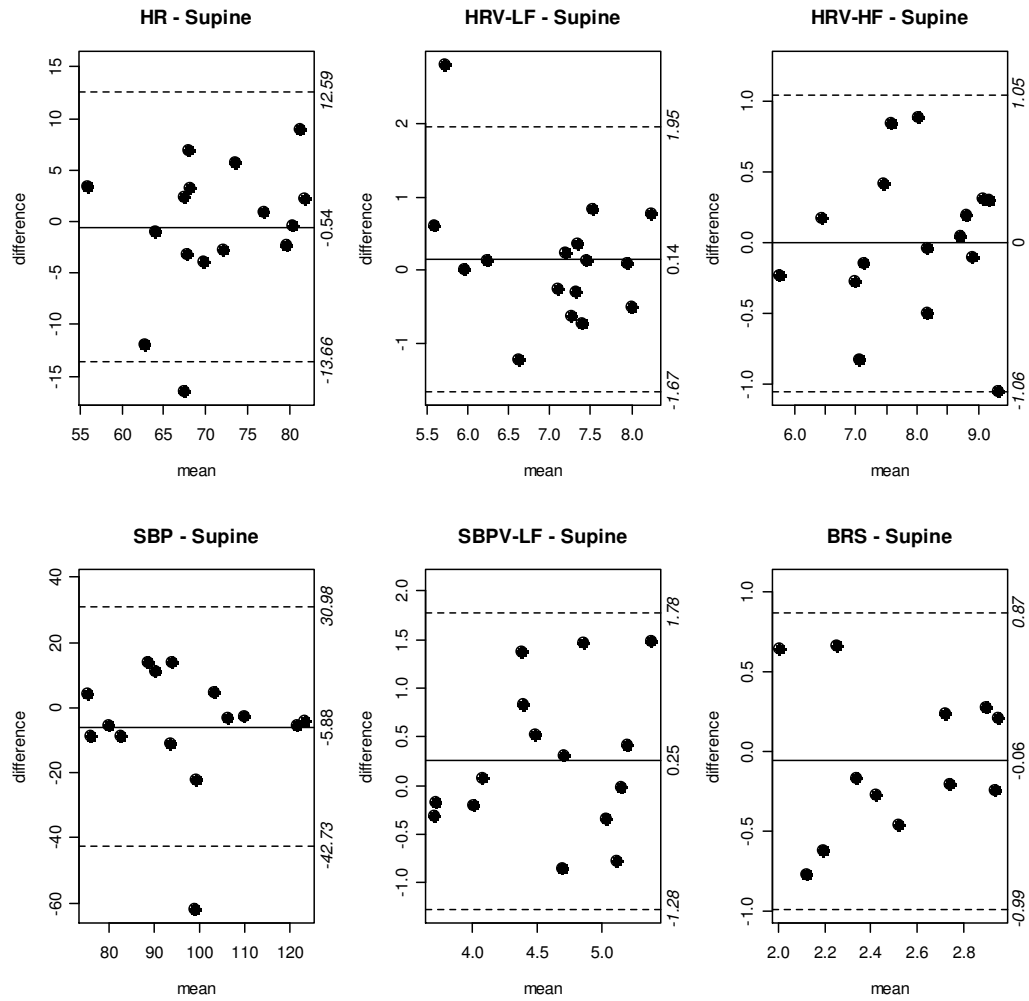 HR - Supine
15
10
5
0
-5
-10
-15
difference
12.59
-0.54
-13.66
55 60 65 70 75 80
mean
HRV-LF - Supine
2
1
0
-1
difference
1.95
0.14
-1.67
5.5 6.0 6.5 7.0 7.5 8.0
mean
HRV-HF - Supine
1.0
0.5
0.0
-0.5
-1.0
difference
1.05
0
-1.06
6.0 7.0 8.0 9.0
mean
SBP - Supine
40
20
0
-20
-40
-60
difference
30.98
-5.88
-42.73
80 90 100 110 120
mean
SBPV-LF - Supine
2.0
1.5
1.0
0.5
0.0
-0.5
-1.0
difference
1.78
0.25
-1.28
4.0 4.5 5.0
mean
BRS - Supine
1.0
0.5
0.0
-0.5
-1.0
difference
0.87
-0.06
-0.99
2.0 2.2 2.4 2.6 2.8
mean